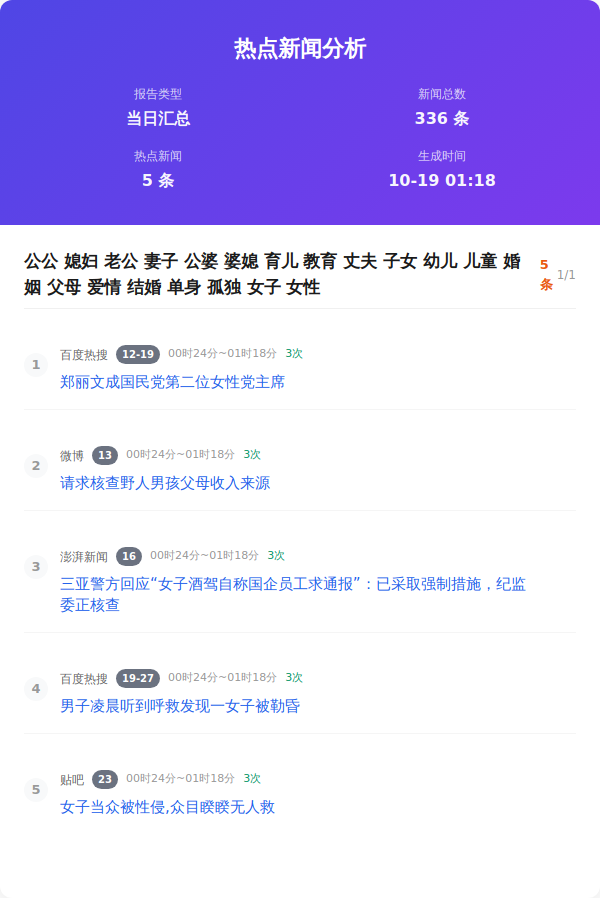 热点新闻分析
报告类型
当日汇总
新闻总数
336 条
热点新闻
5 条
生成时间
10-19 01:18
公公 媳妇 老公 妻子 公婆 婆媳 育儿 教育 丈夫 子女 幼儿 儿童 婚
姻 父母 爱情 结婚 单身 孤独 女子 女性
5
条
1/1
1
百度热搜 12-19 00时24分~01时18分 3次
郑丽文成国民党第二位女性党主席
2
微博 13 00时24分~01时18分 3次
请求核查野人男孩父母收入来源
3
澎湃新闻 16 00时24分~01时18分 3次
三亚警方回应“女子酒驾自称国企员工求通报”：已采取强制措施，纪监
委正核查
4
百度热搜 19-27 00时24分~01时18分 3次
男子凌晨听到呼救发现一女子被勒昏
5
贴吧 23 00时24分~01时18分 3次
女子当众被性侵,众目睽睽无人救